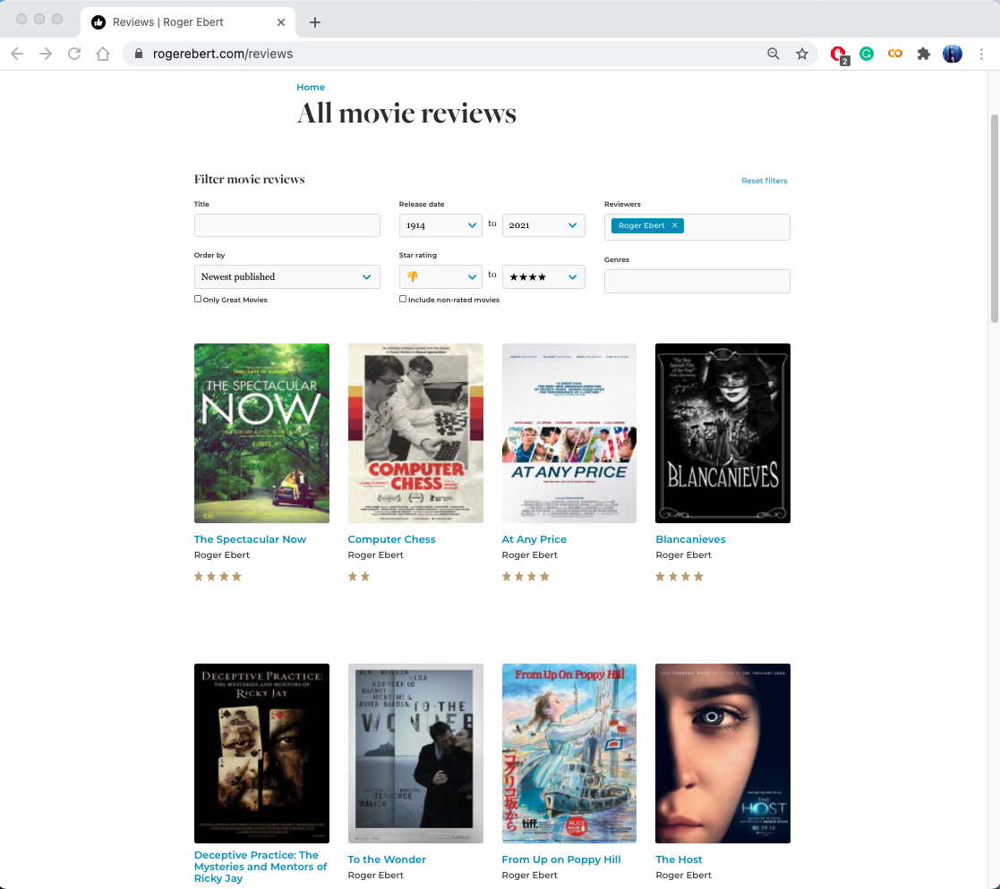 Reviews | Roger Ebert
rogerebert.com/reviews
2
Home
All movie reviews
Filter movie reviews
Reset filters
Title
Release date
Reviewers
1914
to
2021
Roger Ebert ×
Order by
Star rating
Genres
Newest published
to
★★★★
Only Great Movies
Include non-rated movies
(500) DAYS OF SUMMER
THE SPECTACULAR
NOW
COMPUTER
CHESS
AT ANY PRICE
BLANCANIEVES
The Spectacular Now
Computer Chess
At Any Price
Blancanieves
Roger Ebert
Roger Ebert
Roger Ebert
Roger Ebert
DECEPTIVE PRACTICE:
THE MYSTERIES AND MENTORS OF
RICKY JAY
TO THE
WONDER
From Up On Poppy Hill
コクリコ坂から
tiff.
THE
HOST
03.29.13
Deceptive Practice: The
Mysteries and Mentors of
Ricky Jay
To the Wonder
From Up on Poppy Hill
The Host
Roger Ebert
Roger Ebert
Roger Ebert